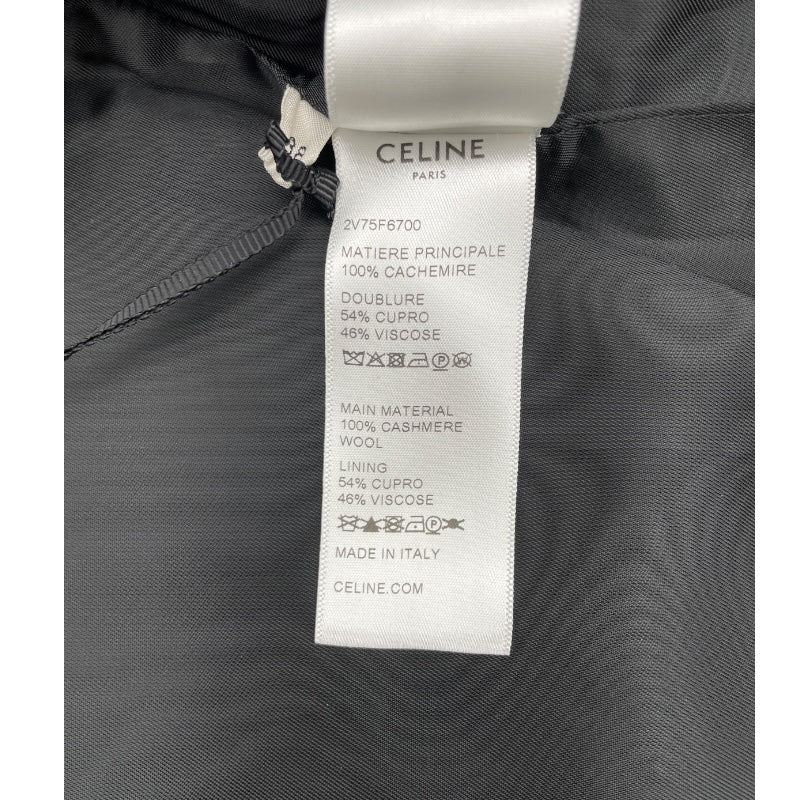 CELINE
PARIS
2V75F6700
MATIERE PRINCIPALE
100% CACHEMIRE
DOUBLURE
54% CUPRO
46% VISCOSE
MAIN MATERIAL
100% CASHMERE
WOOL
LINING
54% CUPRO
46% VISCOSE
MADE IN ITALY
CELINE.COM